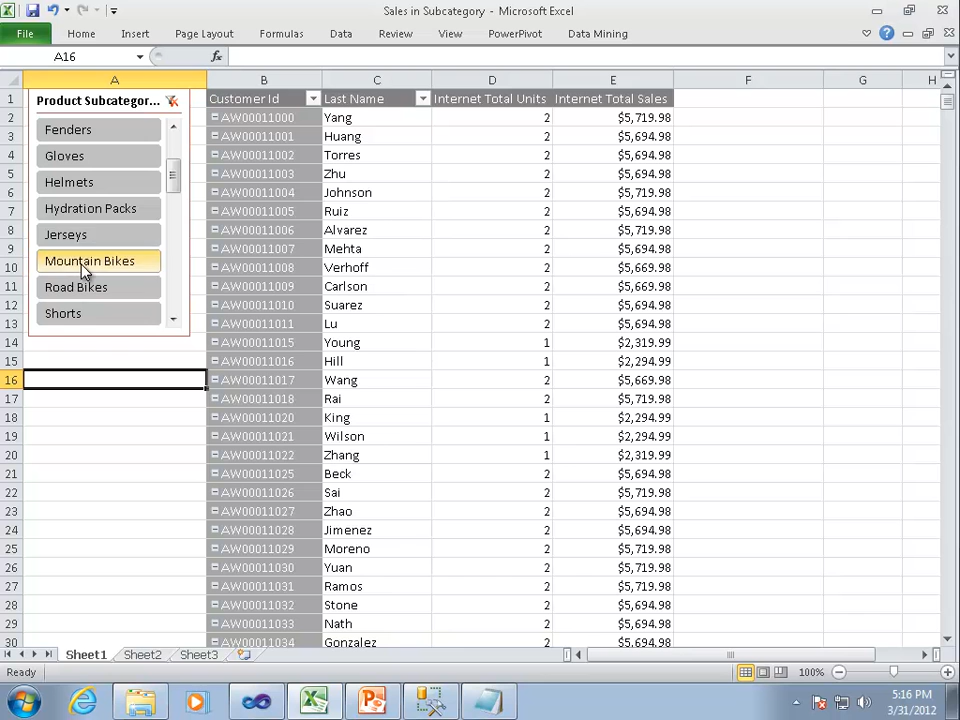 Sales in Subcategory - Microsoft Excel
File Home Insert Page Layout Formulas Data Review View PowerPivot Data Mining
A16 fx
A B C D E F G H
Product Subcategor...
Fenders
Gloves
Helmets
Hydration Packs
Jerseys
Mountain Bikes
Road Bikes
Shorts
1 Customer Id Last Name Internet Total Units Internet Total Sales
2 AW00011000 Yang 2 $5,719.98
3 AW00011001 Huang 2 $5,694.98
4 AW00011002 Torres 2 $5,694.98
5 AW00011003 Zhu 2 $5,694.98
6 AW00011004 Johnson 2 $5,719.98
7 AW00011005 Ruiz 2 $5,694.98
8 AW00011006 Alvarez 2 $5,719.98
9 AW00011007 Mehta 2 $5,694.98
10 AW00011008 Verhoff 2 $5,669.98
11 AW00011009 Carlson 2 $5,669.98
12 AW00011010 Suarez 2 $5,694.98
13 AW00011011 Lu 2 $5,694.98
14 AW00011015 Young 1 $2,319.99
15 AW00011016 Hill 1 $2,294.99
16 AW00011017 Wang 2 $5,669.98
17 AW00011018 Rai 2 $5,719.98
18 AW00011020 King 1 $2,294.99
19 AW00011021 Wilson 1 $2,294.99
20 AW00011022 Zhang 1 $2,319.99
21 AW00011025 Beck 2 $5,694.98
22 AW00011026 Sai 2 $5,719.98
23 AW00011027 Zhao 2 $5,694.98
24 AW00011028 Jimenez 2 $5,719.98
25 AW00011029 Moreno 2 $5,694.98
26 AW00011030 Yuan 2 $5,719.98
27 AW00011031 Ramos 2 $5,719.98
28 AW00011032 Stone 2 $5,694.98
29 AW00011033 Nath 2 $5,694.98
30 AW00011034 Gonzalez 2 $5,694.98
Sheet1 Sheet2 Sheet3
Ready 100%
5:16 PM
3/31/2012